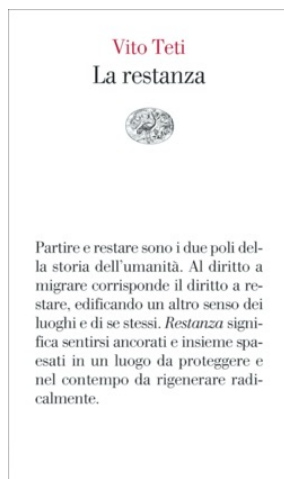 Vito Teti
La restanza
Partire e restare sono i due poli del-
la storia dell'umanità. Al diritto a
migrare corrisponde il diritto a re-
stare, edificando un altro senso dei
luoghi e di se stessi. Restanza signi-
fica sentirsi ancorati e insieme spa-
esati in un luogo da proteggere e
nel contempo da rigenerare radi-
calmente.